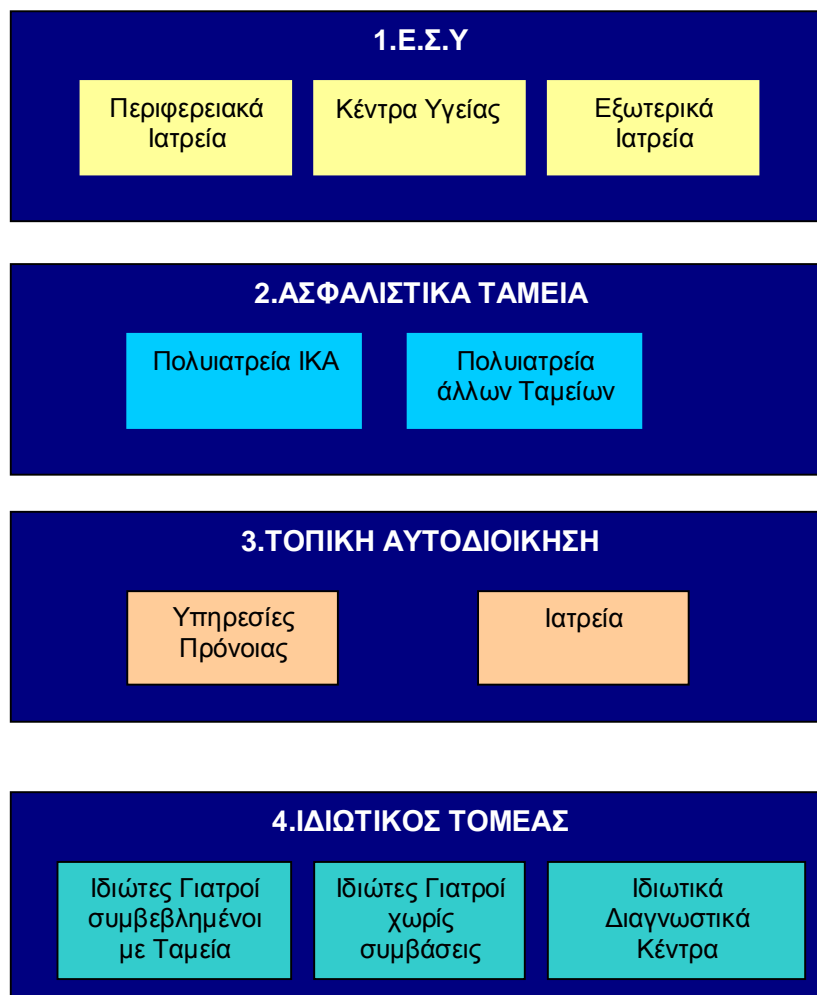 1.Ε.Σ.Υ
Περιφερειακά
Ιατρεία
Κέντρα Υγείας
Εξωτερικά
Ιατρεία
2.ΑΣΦΑΛΙΣΤΙΚΑ ΤΑΜΕΙΑ
Πολυιατρεία ΙΚΑ
Πολυιατρεία
άλλων Ταμείων
3.ΤΟΠΙΚΗ ΑΥΤΟΔΙΟΙΚΗΣΗ
Υπηρεσίες
Πρόνοιας
Ιατρεία
4.ΙΔΙΩΤΙΚΟΣ ΤΟΜΕΑΣ
Ιδιώτες Γιατροί
συμβεβλημένοι
με Ταμεία
Ιδιώτες Γιατροί
χωρίς
συμβάσεις
Ιδιωτικά
Διαγνωστικά
Κέντρα